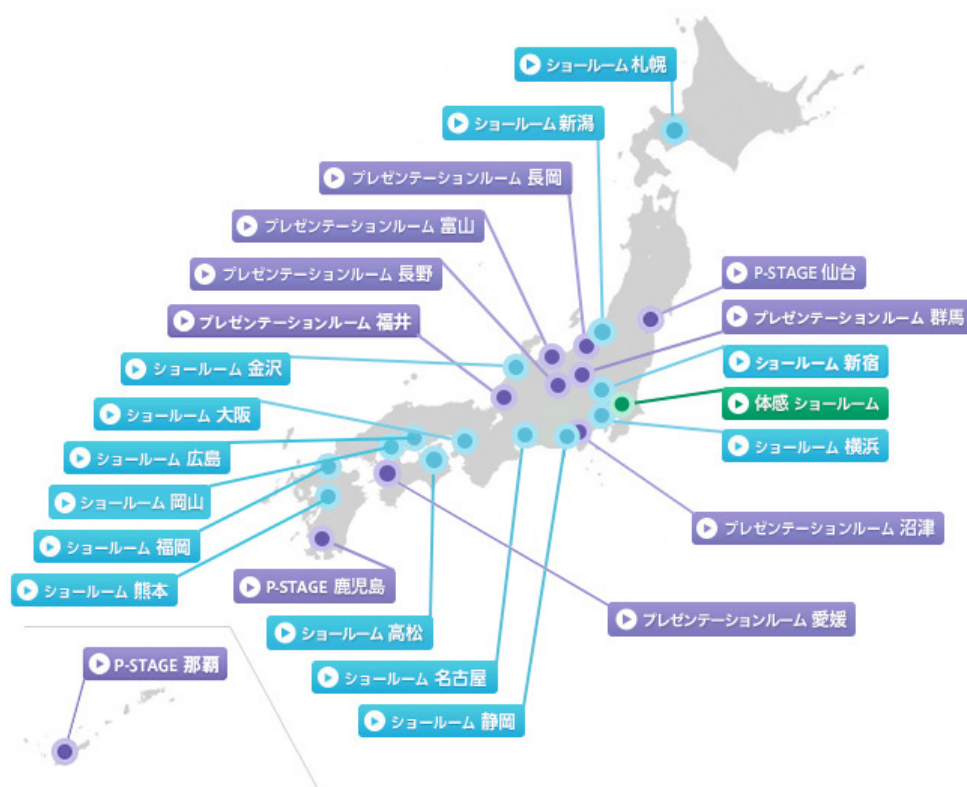 ショールーム 札幌
ショールーム 新潟
プレゼンテーションルーム 長岡
プレゼンテーションルーム 富山
プレゼンテーションルーム 長野
プレゼンテーションルーム 福井
ショールーム 金沢
ショールーム 大阪
ショールーム 広島
ショールーム 岡山
ショールーム 福岡
ショールーム 熊本
P-STAGE 仙台
プレゼンテーションルーム 群馬
ショールーム 新宿
体感 ショールーム
ショールーム 横浜
プレゼンテーションルーム 沼津
P-STAGE 鹿児島
プレゼンテーションルーム 愛媛
ショールーム 高松
P-STAGE 那覇
ショールーム 名古屋
ショールーム 静岡